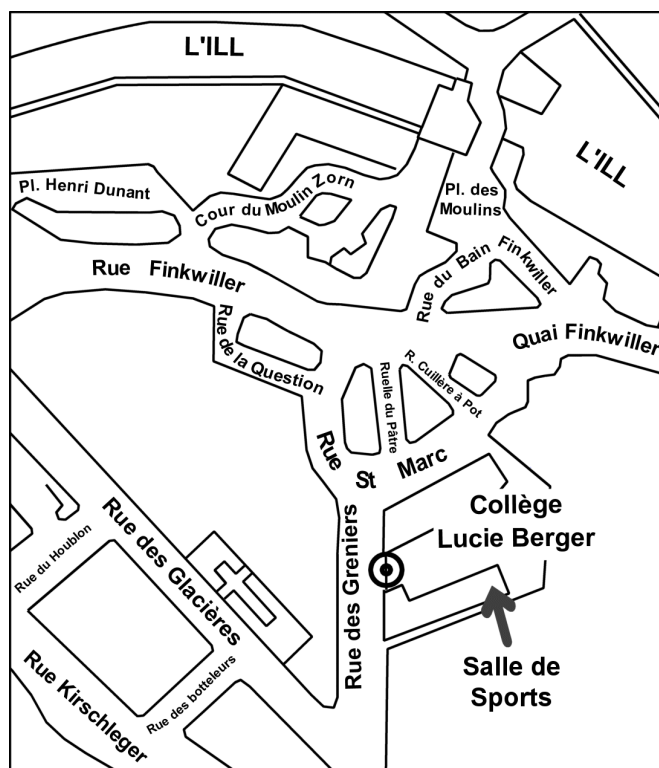 L'ILL
L'ILL
Pl. Henri Dunant
Cour du Moulin Zorn
Pl. des
Moulins
Rue Finkwiller
Rue du Bain Finkwiller
Quai Finkwiller
Rue de la Question
Ruelle du Pâtre
R. Cuillère à Pot
Rue St Marc
Collège
Lucie Berger
Rue des Glacières
Rue des Greniers
Rue du Houblon
Rue Kirschleger
Rue des botteleurs
Salle de
Sports